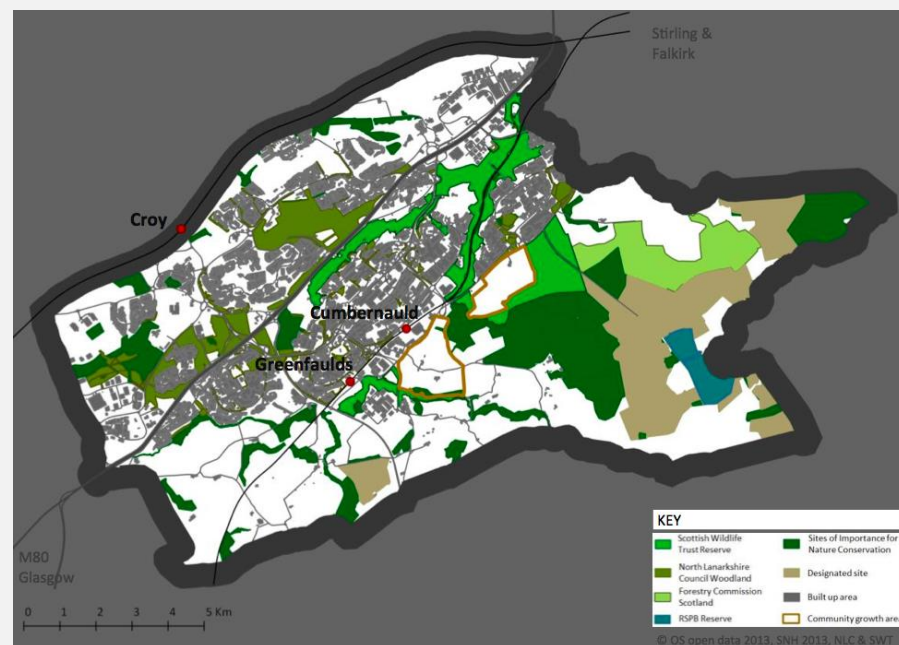 Stirling &
Falkirk
Croy
Cumbernauld
Greenfaulds
M80
Glasgow
0 1 2 3 4 5 Km
KEY
Scottish Wildlife
Trust Reserve
North Lanarkshire
Council Woodland
Forestry Commission
Scotland
RSPB Reserve
Sites of Importance for
Nature Conservation
Designated site
Built up area
Community growth area
© OS open data 2013, SNH 2013, NLC & SWT